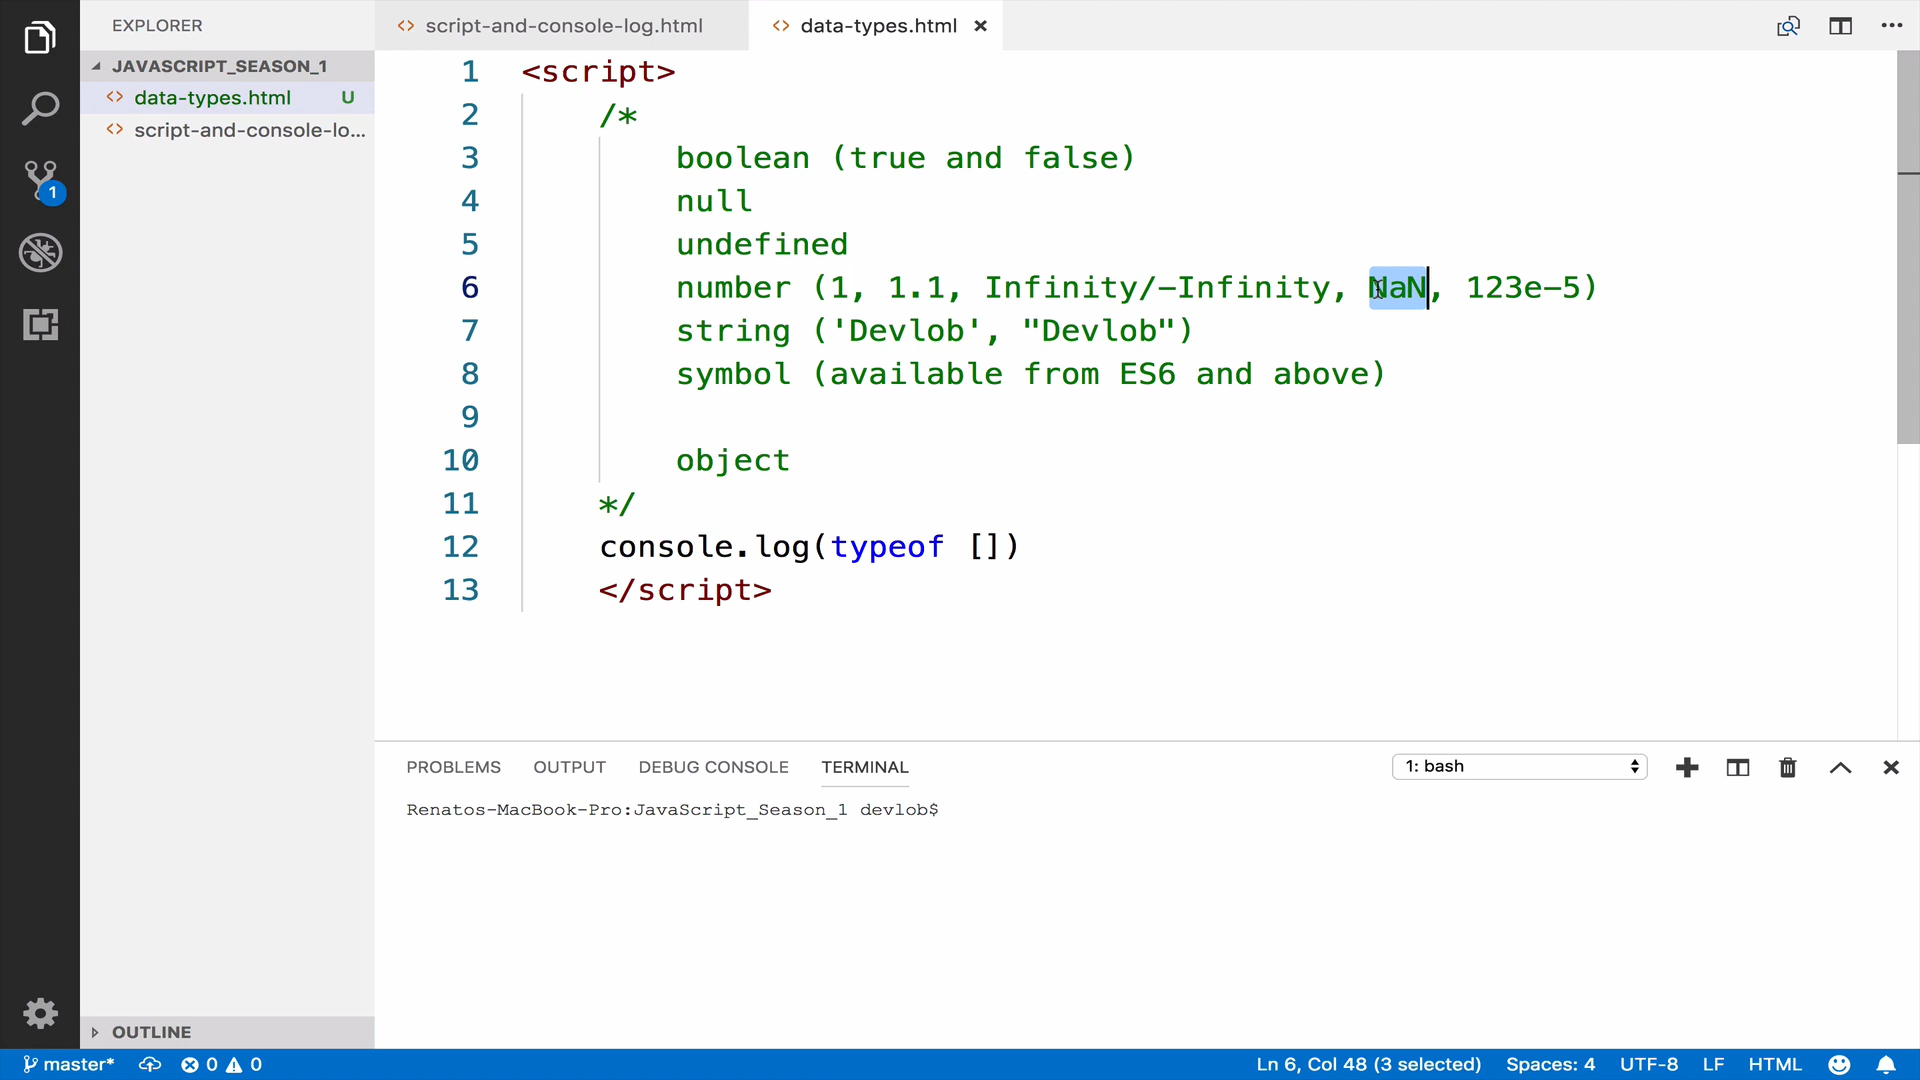 EXPLORER
script-and-console-log.html
data-types.html
JAVASCRIPT_SEASON_1
data-types.html U
script-and-console-lo...
1
1 <script>
2 /*
3 boolean (true and false)
4 null
5 undefined
6 number (1, 1.1, Infinity/-Infinity, NaN, 123e-5)
7 string ('Devlob', "Devlob")
8 symbol (available from ES6 and above)
9
10 object
11 */
12 console.log(typeof [])
13 </script>
PROBLEMS OUTPUT DEBUG CONSOLE TERMINAL
1: bash
Renatos-MacBook-Pro:JavaScript_Season_1 devlob$
OUTLINE
master* 0 0 Ln 6, Col 48 (3 selected) Spaces: 4 UTF-8 LF HTML